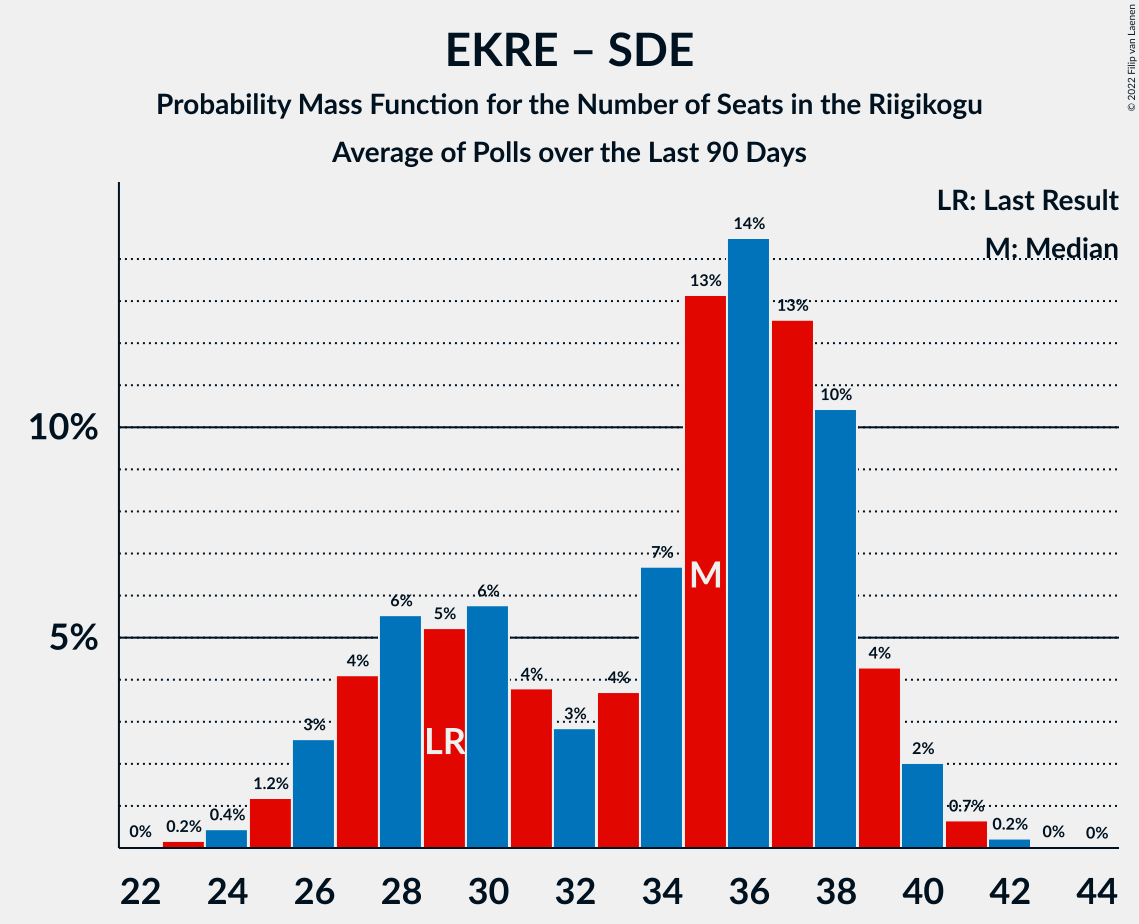 EKRE – SDE
Probability Mass Function for the Number of Seats in the Riigikogu
Average of Polls over the Last 90 Days
© 2022 Filip van Laenen
LR: Last Result
M: Median
10%
5%
0%
0.2%
0.4%
1.2%
3%
4%
6%
5%
6%
4%
3%
4%
7%
13%
14%
13%
10%
4%
2%
0.7%
0.2%
0%
0%
LR
M
22 24 26 28 30 32 34 36 38 40 42 44